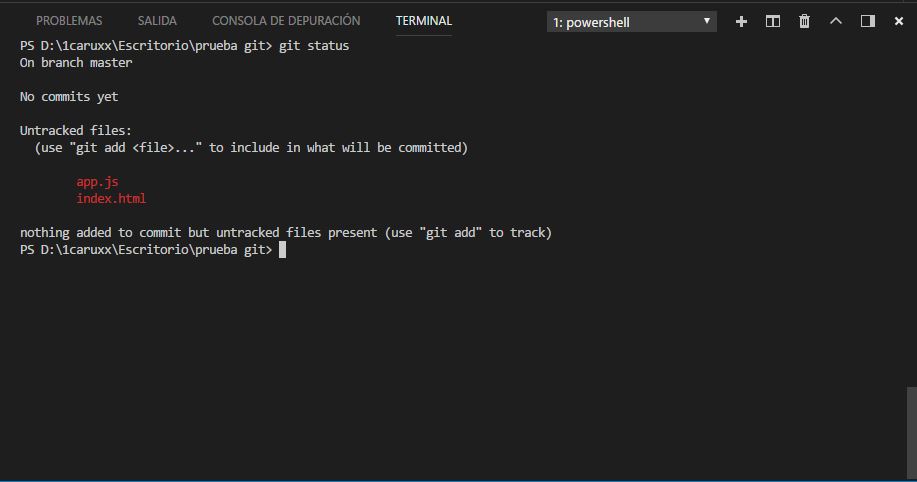 PROBLEMAS SALIDA CONSOLA DE DEPURACIÓN TERMINAL 1: powershell
PS D:\1caruxx\Escritorio\prueba git> git status
On branch master
No commits yet
Untracked files:
(use "git add <file>..." to include in what will be committed)
app.js
index.html
nothing added to commit but untracked files present (use "git add" to track)
PS D:\1caruxx\Escritorio\prueba git>